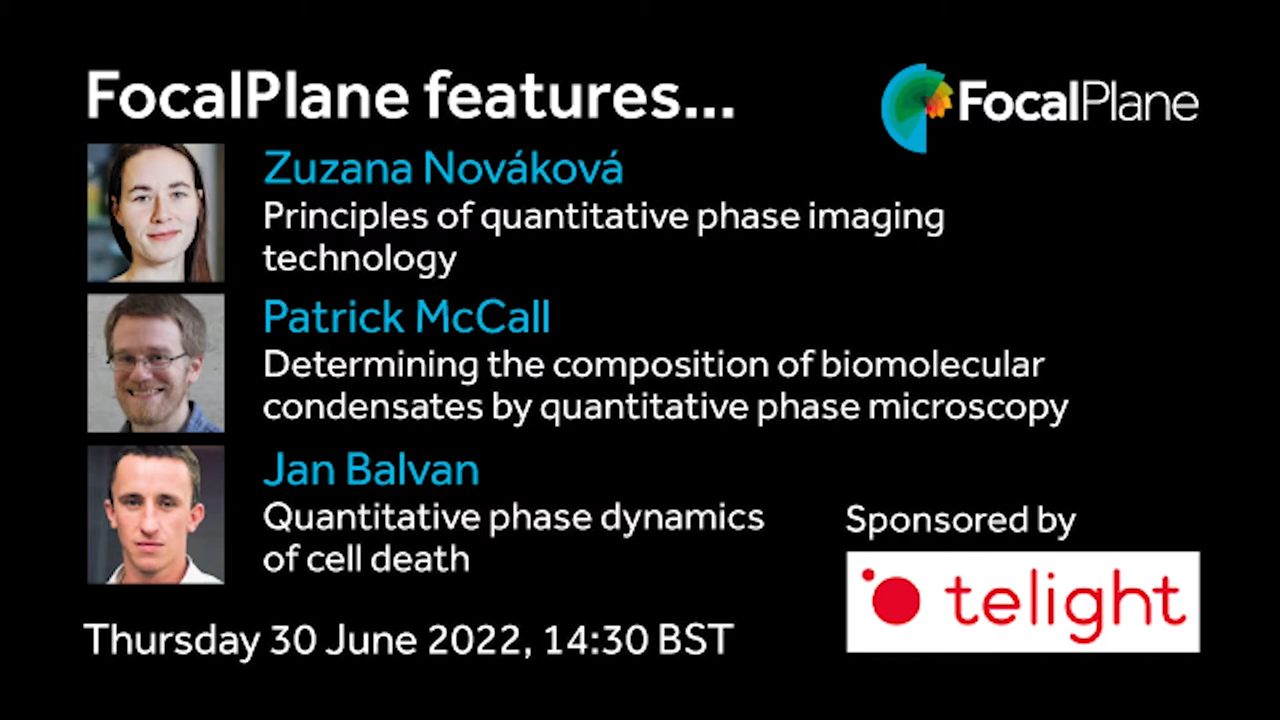 FocalPlane features...
FocalPlane
Zuzana Nováková
Principles of quantitative phase imaging
technology
Patrick McCall
Determining the composition of biomolecular
condensates by quantitative phase microscopy
Jan Balvan
Quantitative phase dynamics
of cell death
Sponsored by
telight
Thursday 30 June 2022, 14:30 BST